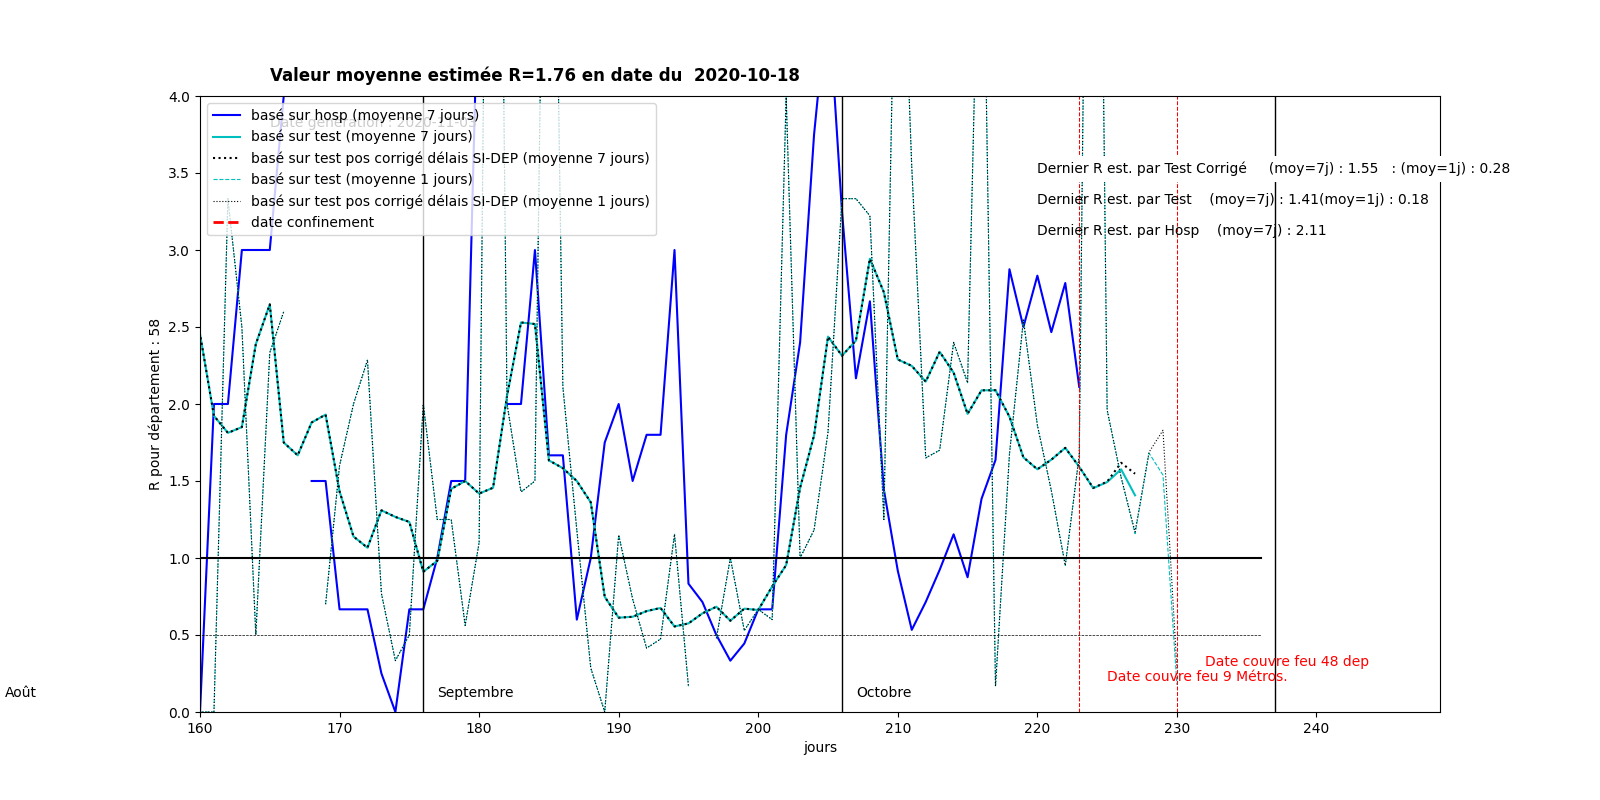 Valeur moyenne estimée R=1.76 en date du  2020-10-18
4.0
3.5
3.0
2.5
2.0
1.5
1.0
0.5
0.0
R pour département : 58
basé sur hosp (moyenne 7 jours)
Date génération : 2020-11-03
basé sur test (moyenne 7 jours)
basé sur test pos corrigé délais SI-DEP (moyenne 7 jours)
basé sur test (moyenne 1 jours)
basé sur test pos corrigé délais SI-DEP (moyenne 1 jours)
date confinement
Dernier R est. par Test Corrigé     (moy=7j) : 1.55   : (moy=1j) : 0.28
Dernier R est. par Test    (moy=7j) : 1.41(moy=1j) : 0.18
Dernier R est. par Hosp    (moy=7j) : 2.11
Date couvre feu 48 dep
Date couvre feu 9 Métros.
Août
Septembre
Octobre
160 170 180 190 200 210 220 230 240
jours